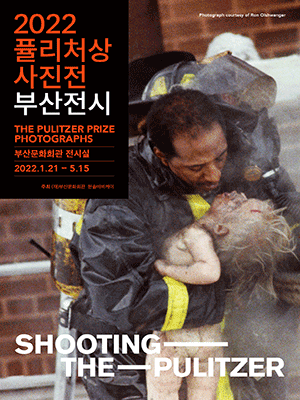 Photograph courtesy of Ron Olshwanger
2022
퓰리처상
사진전
부산전시
THE PULITZER PRIZE
PHOTOGRAPHS
부산문화회관 전시실
2022.1.21 – 5.15
SHOOTING
THE PULITZER